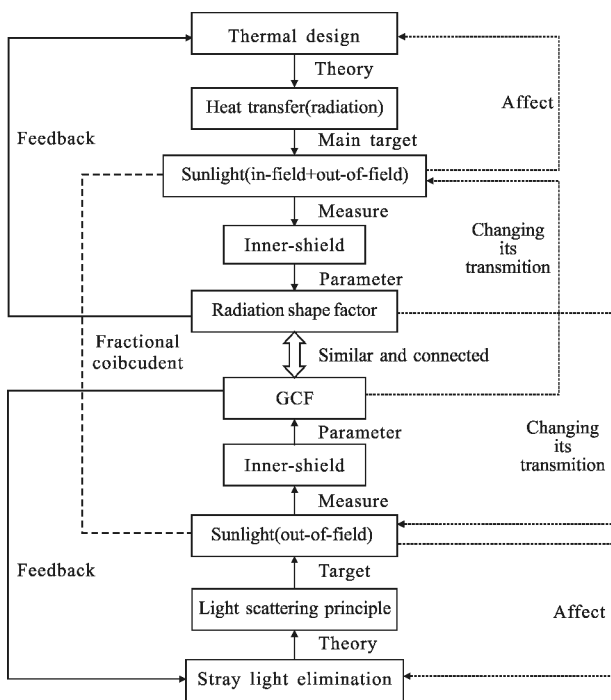 Thermal design
Theory
Affect
Heat transfer(radiation)
Feedback
Main target
Sunlight(in-field+out-of-field)
Measure
Changing
its
transmition
Inner-shield
Parameter
Radiation shape factor
Fractional
coibcudent
Similar and connected
GCF
Parameter
Changing
its
transmition
Inner-shield
Measure
Sunlight(out-of-field)
Feedback
Target
Light scattering principle
Affect
Theory
Stray light elimination